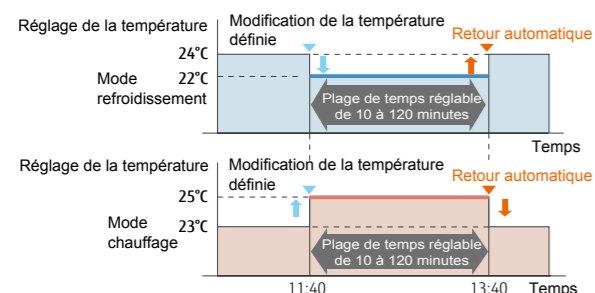 Réglage de la température
Modification de la température
définie
Retour automatique
24°C
22°C
Mode
refroidissement
Plage de temps réglable
de 10 à 120 minutes
Temps
Réglage de la température
Modification de la température
définie
Retour automatique
25°C
23°C
Mode
chauffage
Plage de temps réglable
de 10 à 120 minutes
11:40
13:40
Temps